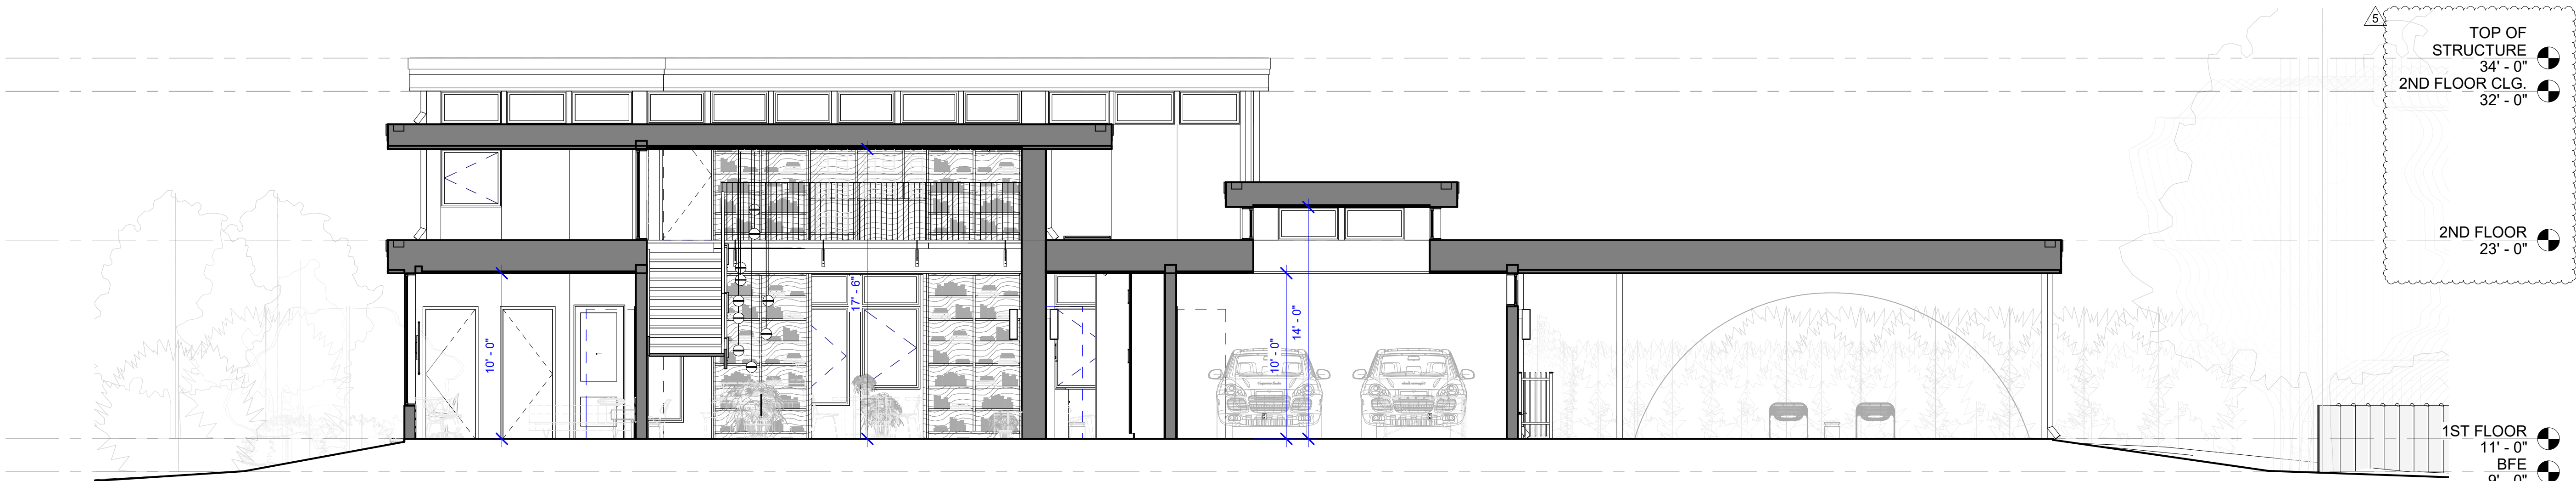 5
TOP OF
STRUCTURE
34' - 0"
2ND FLOOR CLG.
32' - 0"
2ND FLOOR
23' - 0"
17' - 6"
10' - 0"
10' - 0"
14' - 0"
1ST FLOOR
11' - 0"
BFE
9' - 0"